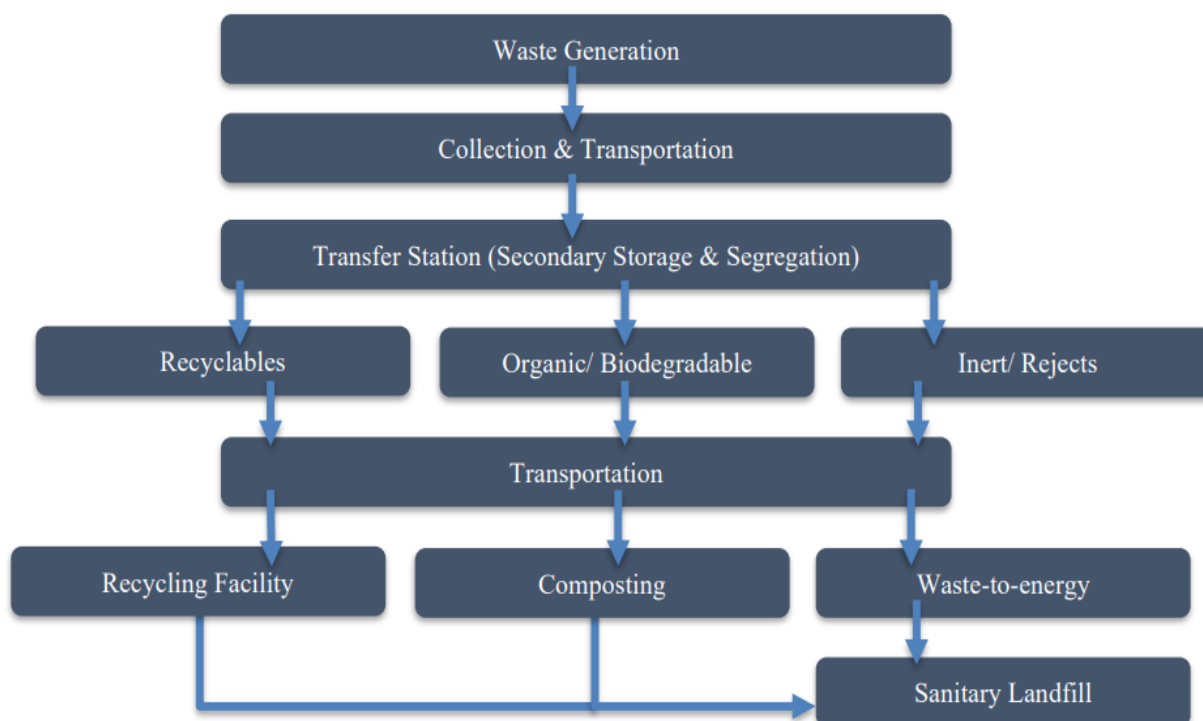 Waste Generation
Collection & Transportation
Transfer Station (Secondary Storage & Segregation)
Recyclables
Organic/ Biodegradable
Inert/ Rejects
Transportation
Recycling Facility
Composting
Waste-to-energy
Sanitary Landfill